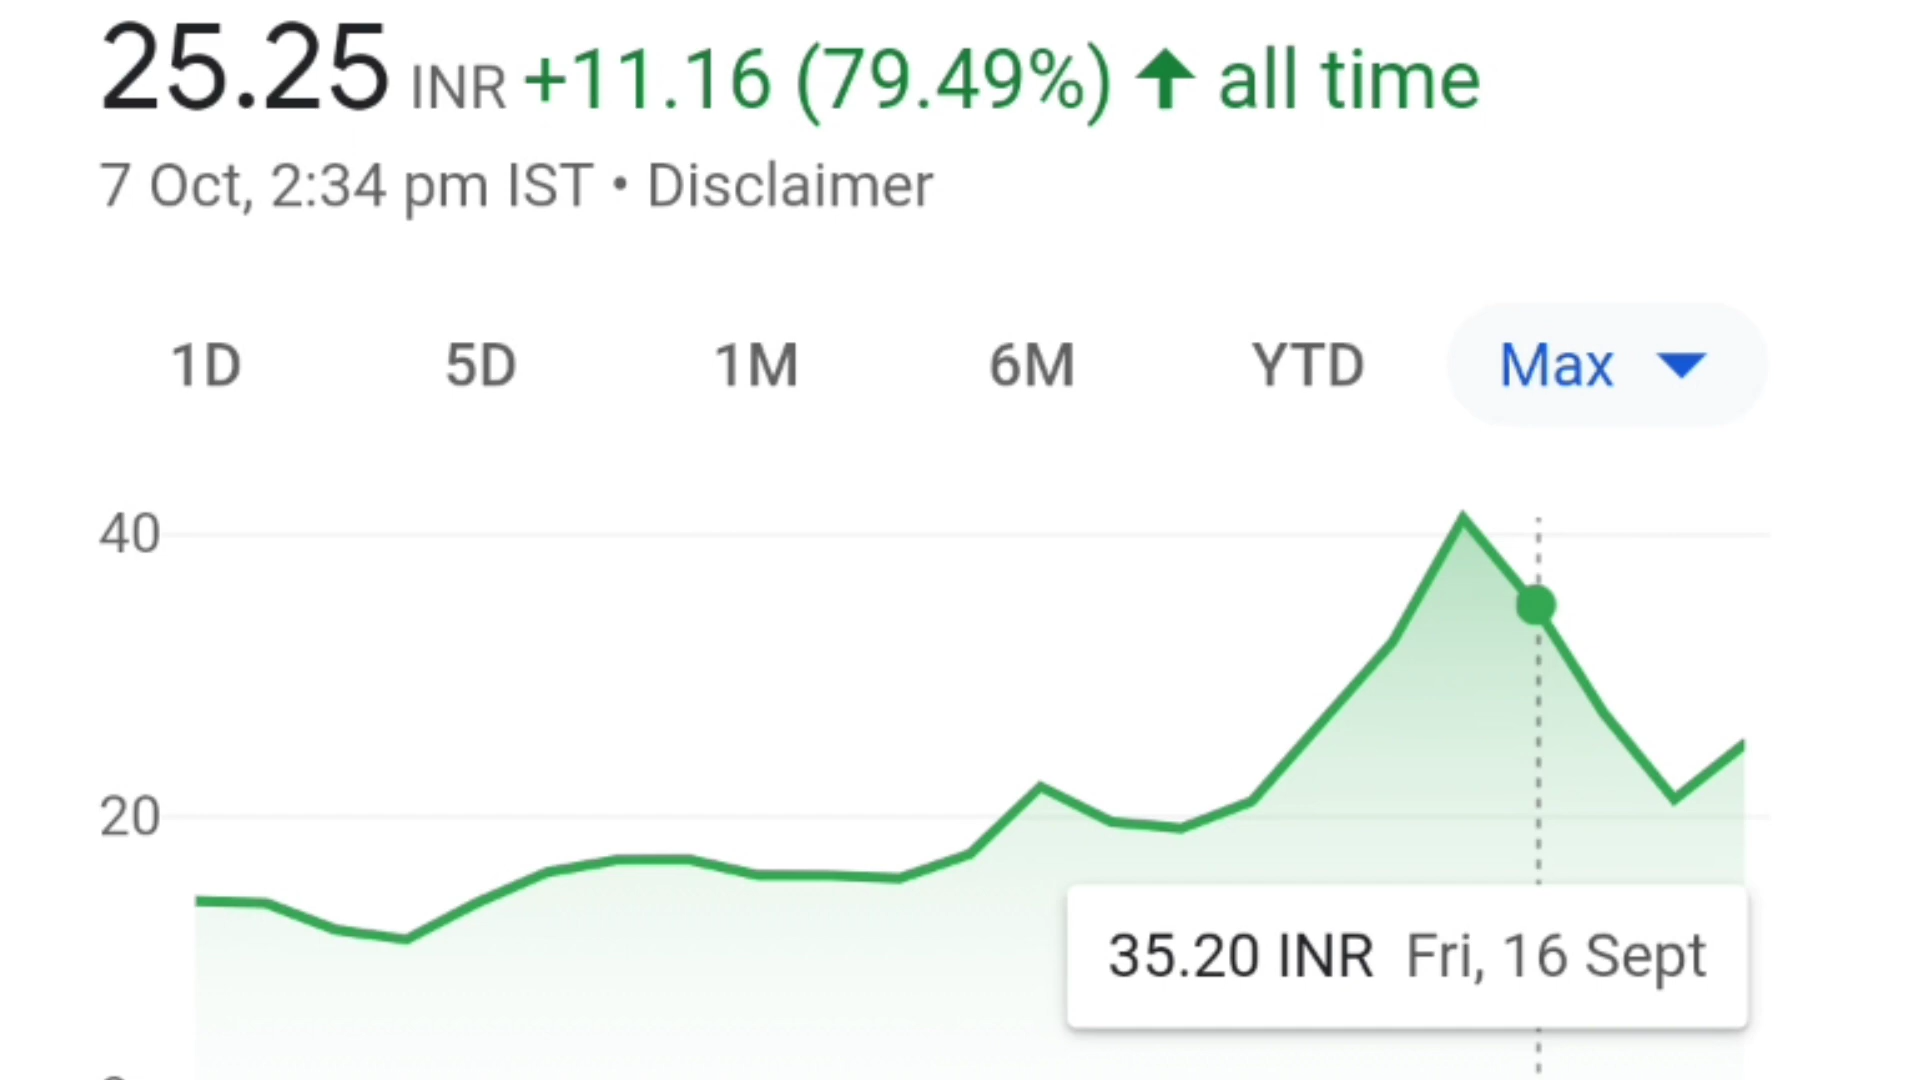 25.25 INR +11.16 (79.49%) ↑ all time
7 Oct, 2:34 pm IST • Disclaimer
1D 5D 1M 6M YTD Max
40
20
35.20 INR Fri, 16 Sept